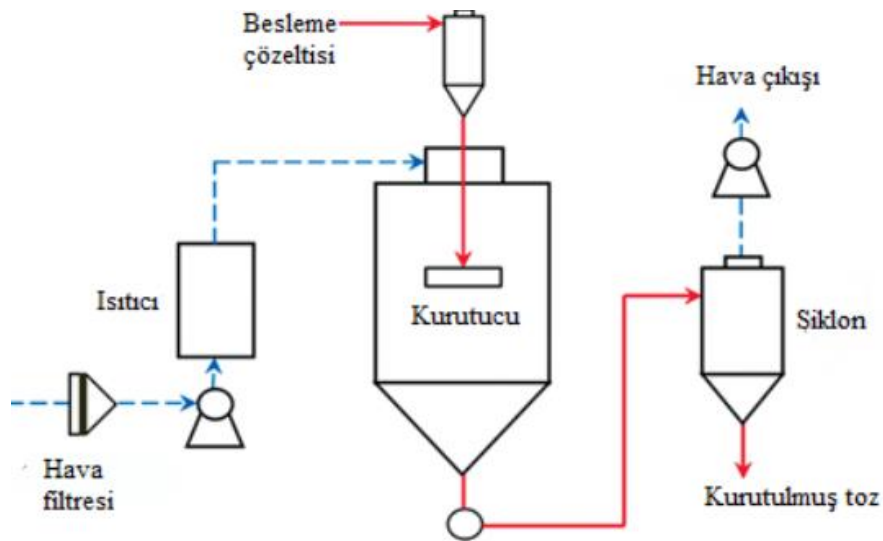 Besleme
çözeltisi
Hava çıkışı
Isıtıcı
Kurutucu
Siklon
Hava
filtresi
Kurutulmuş toz